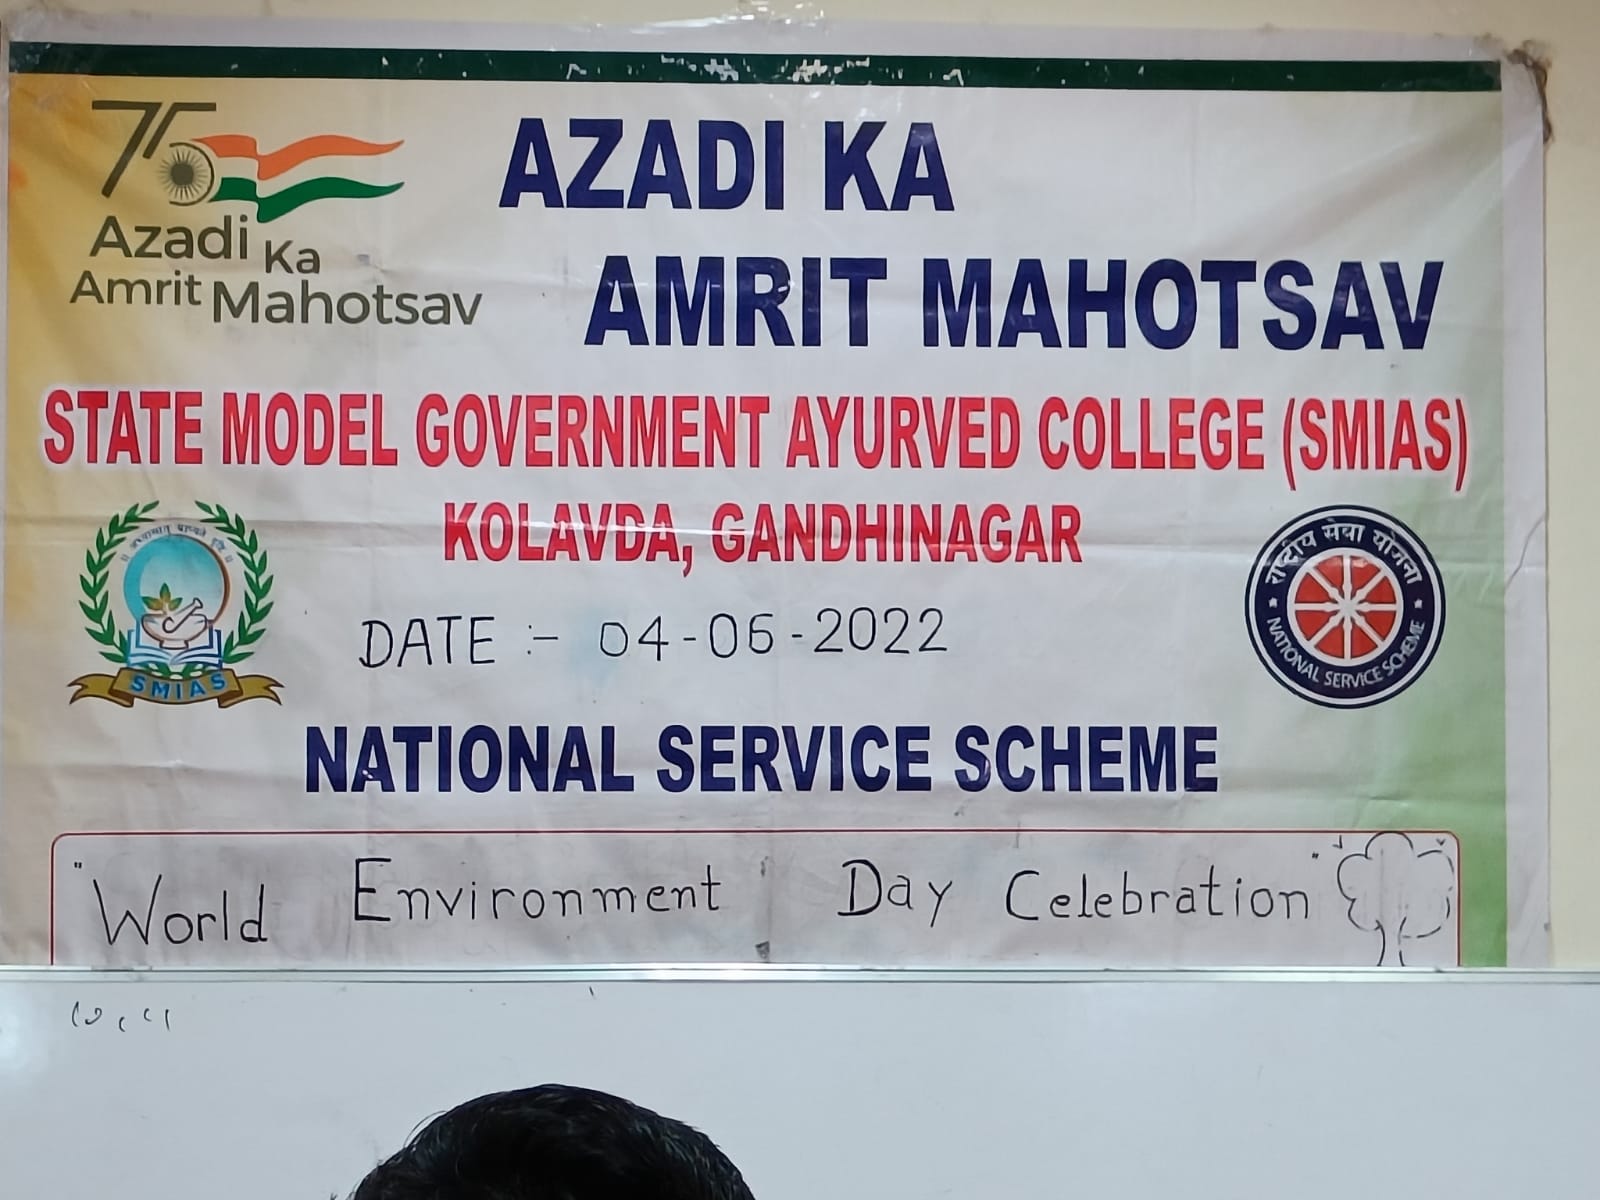 75
Azadi Ka
Amrit Mahotsav
AZADI KA
AMRIT MAHOTSAV
STATE MODEL GOVERNMENT AYURVED COLLEGE (SMIAS)
KOLAVDA, GANDHINAGAR
SMIAS
DATE :- 04-06-2022
राष्ट्रीय सेवा योजना
NATIONAL SERVICE SCHEME
NATIONAL SERVICE SCHEME
"World Environment Day Celebration"